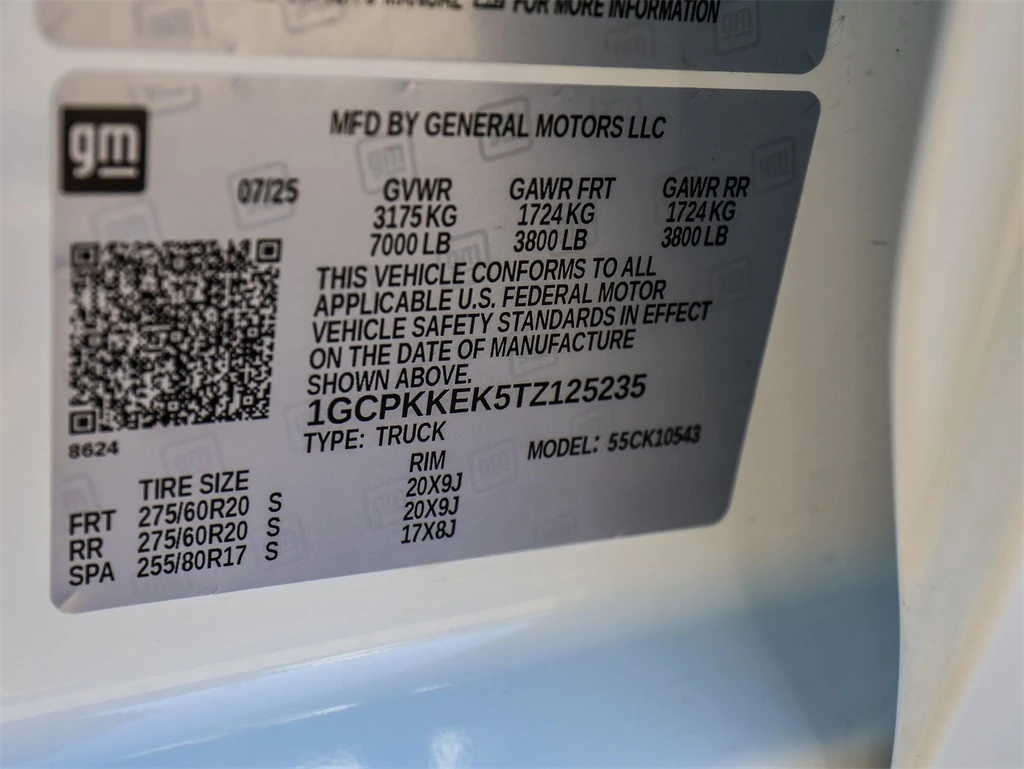 MANUAL FOR MORE INFORMATION
gm
MFD BY GENERAL MOTORS LLC
07/25 GVWR GAWR FRT GAWR RR
3175 KG 1724 KG 1724 KG
7000 LB 3800 LB 3800 LB
THIS VEHICLE CONFORMS TO ALL
APPLICABLE U.S. FEDERAL MOTOR
VEHICLE SAFETY STANDARDS IN EFFECT
ON THE DATE OF MANUFACTURE
SHOWN ABOVE.
1GCPKKEK5TZ125235
8624
TYPE: TRUCK MODEL: 55CK10543
TIRE SIZE RIM
FRT 275/60R20 S 20X9J
RR 275/60R20 S 20X9J
SPA 255/80R17 S 17X8J